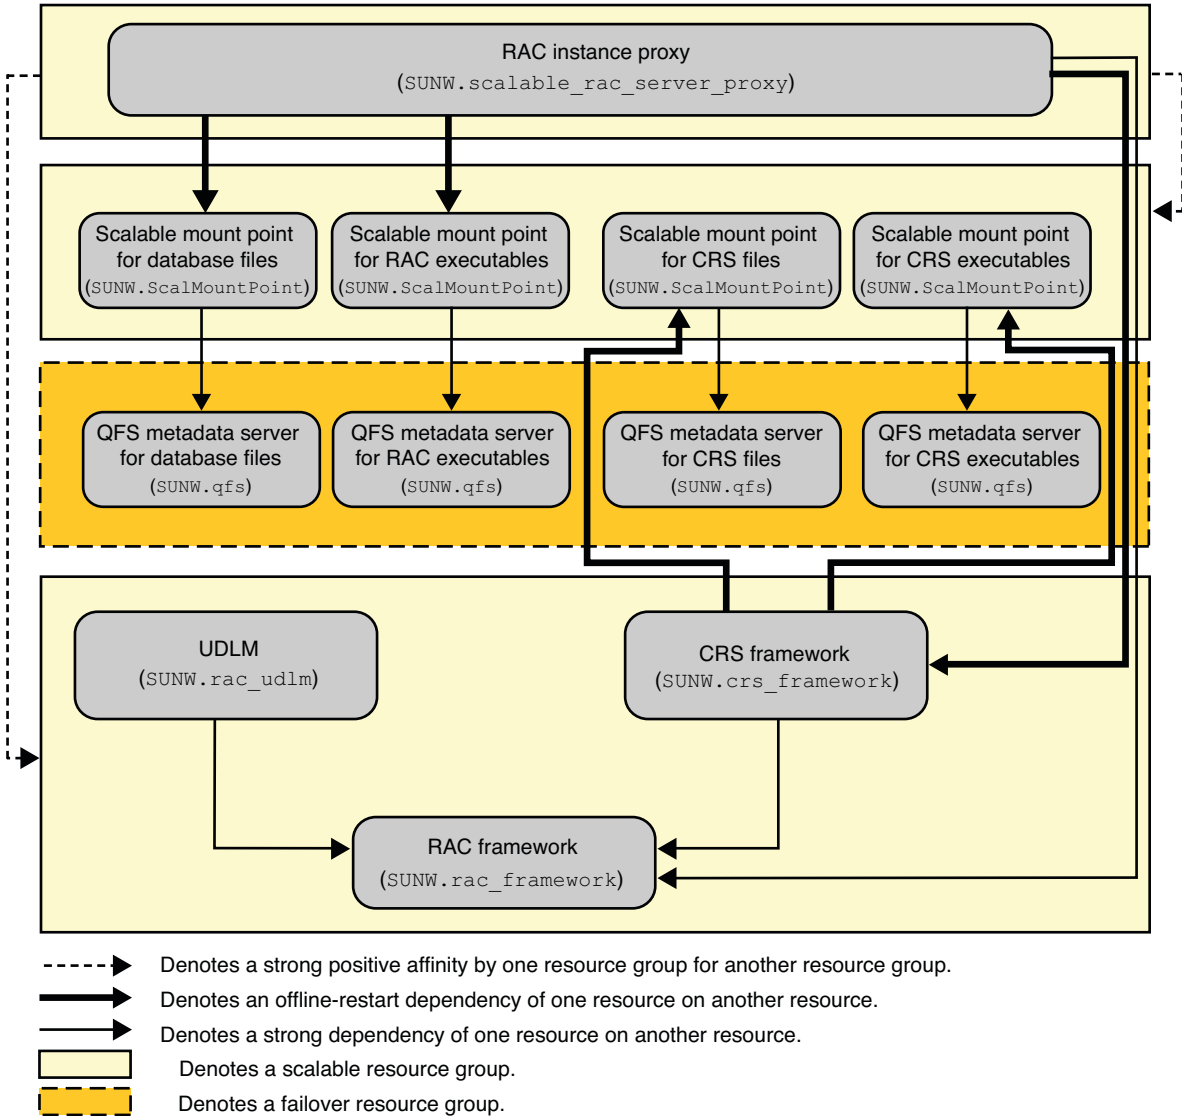 RAC instance proxy
(SUNW.scalable_rac_server_proxy)
Scalable mount point
for database files
(SUNW.ScalMountPoint)
Scalable mount point
for RAC executables
(SUNW.ScalMountPoint)
Scalable mount point
for CRS files
(SUNW.ScalMountPoint)
Scalable mount point
for CRS executables
(SUNW.ScalMountPoint)
QFS metadata server
for database files
(SUNW.qfs)
QFS metadata server
for RAC executables
(SUNW.qfs)
QFS metadata server
for CRS files
(SUNW.qfs)
QFS metadata server
for CRS executables
(SUNW.qfs)
UDLM
(SUNW.rac_udlm)
CRS framework
(SUNW.crs_framework)
RAC framework
(SUNW.rac_framework)
Denotes a strong positive affinity by one resource group for another resource group.
Denotes an offline-restart dependency of one resource on another resource.
Denotes a strong dependency of one resource on another resource.
Denotes a scalable resource group.
Denotes a failover resource group.